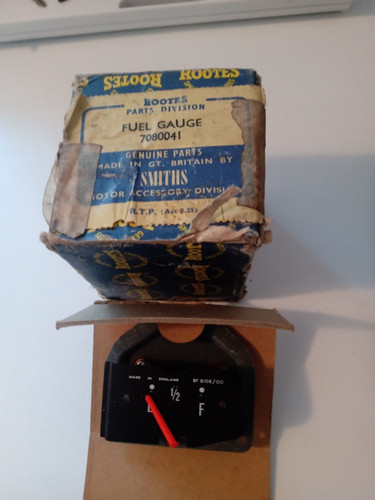 ROOTES ROOTES
ROOTES
PARTS DIVISION
FUEL GAUGE
7080041
GENUINE PARTS
MADE IN GT. BRITAIN BY
SMITHS
MOTOR ACCESSORY DIVISION
R.T.P.
MADE IN ENGLAND
1/2
F